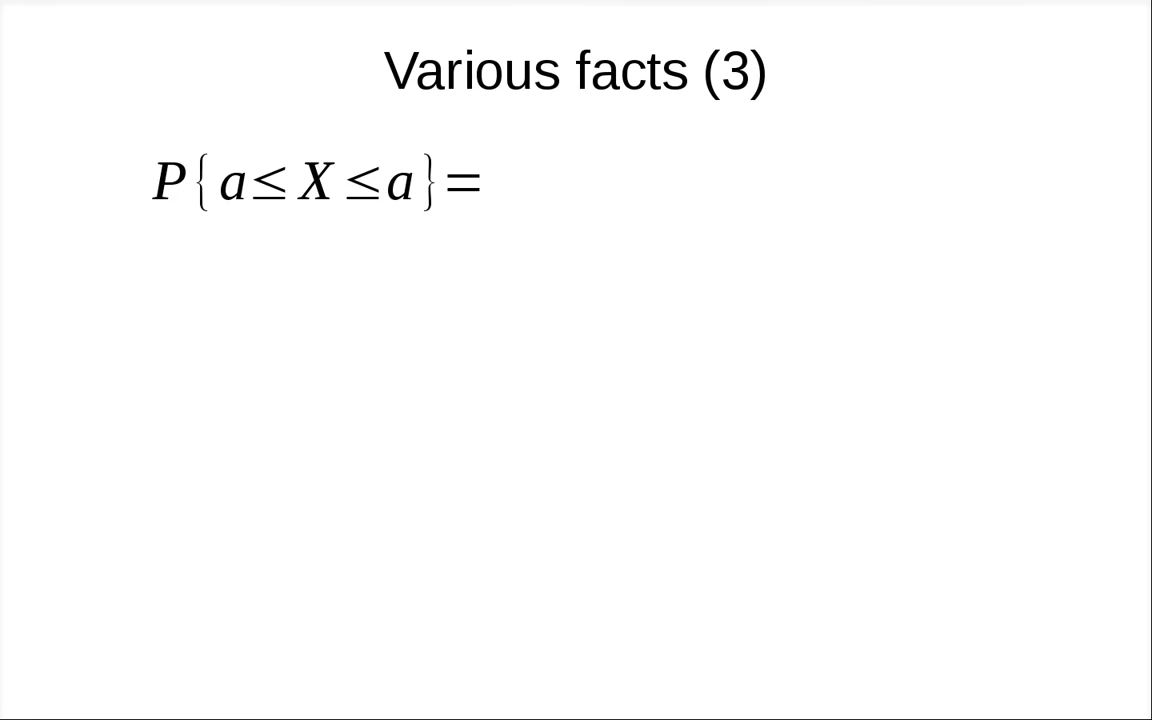 Various facts (3)
P{a≤X≤a}=